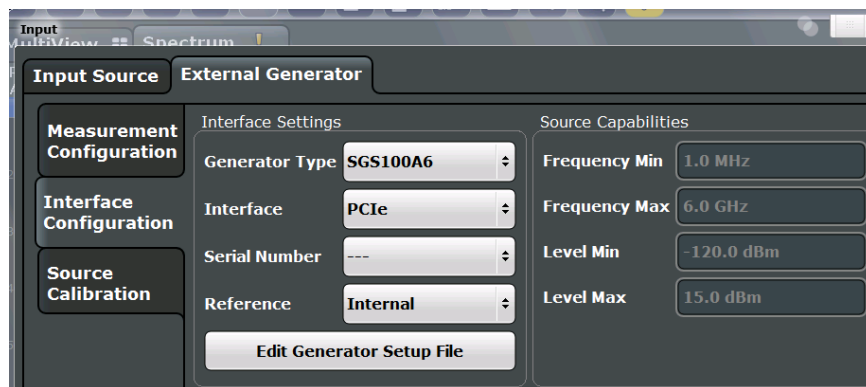 Input
MultiView Spectrum !
Input Source External Generator
Measurement Configuration
Interface Configuration
Source Calibration
Interface Settings
Generator Type SGS100A6
Interface PCIe
Serial Number ---
Reference Internal
Edit Generator Setup File
Source Capabilities
Frequency Min 1.0 MHz
Frequency Max 6.0 GHz
Level Min -120.0 dBm
Level Max 15.0 dBm